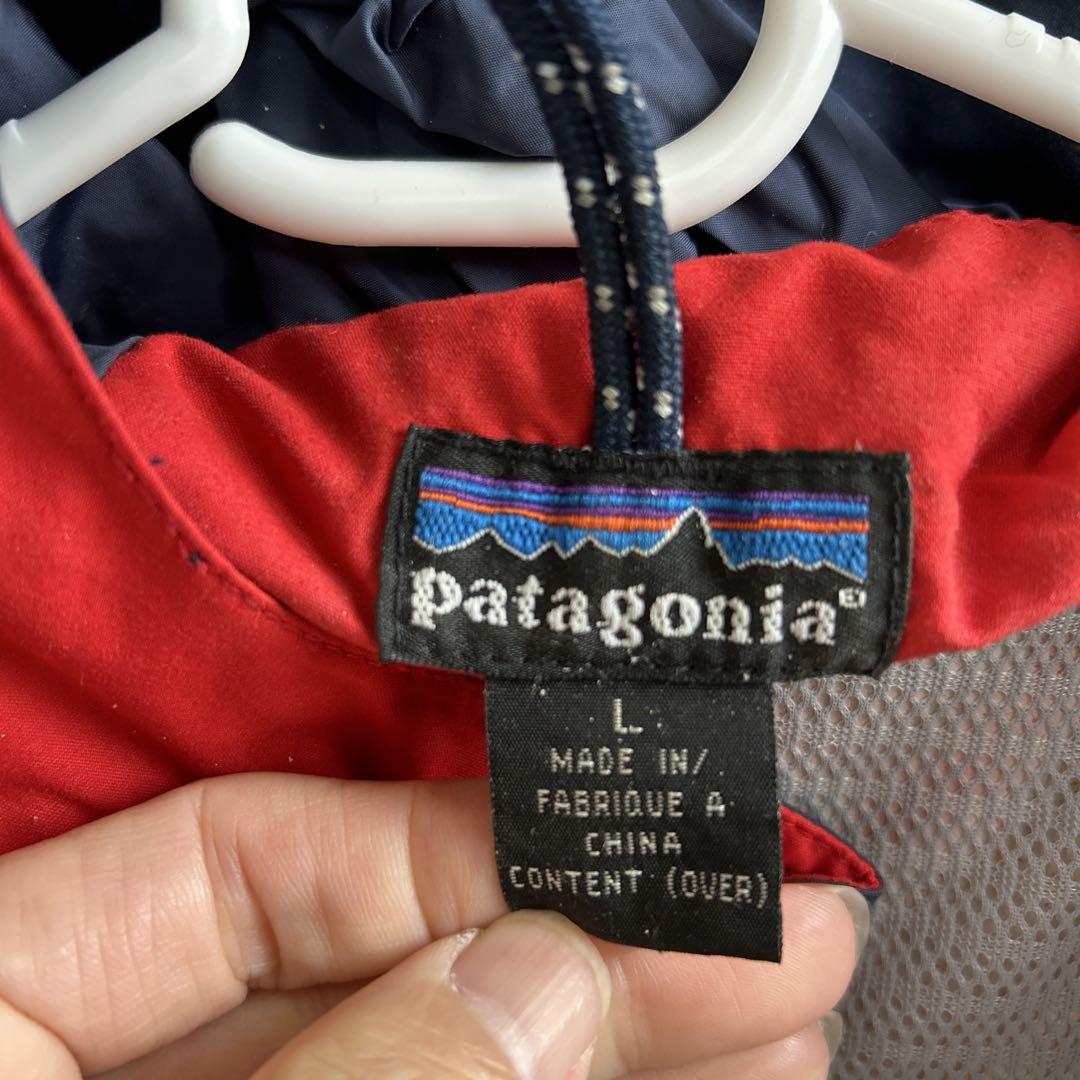 patagonia®
L
MADE IN/
FABRIQUE A
CHINA
CONTENT (OVER)